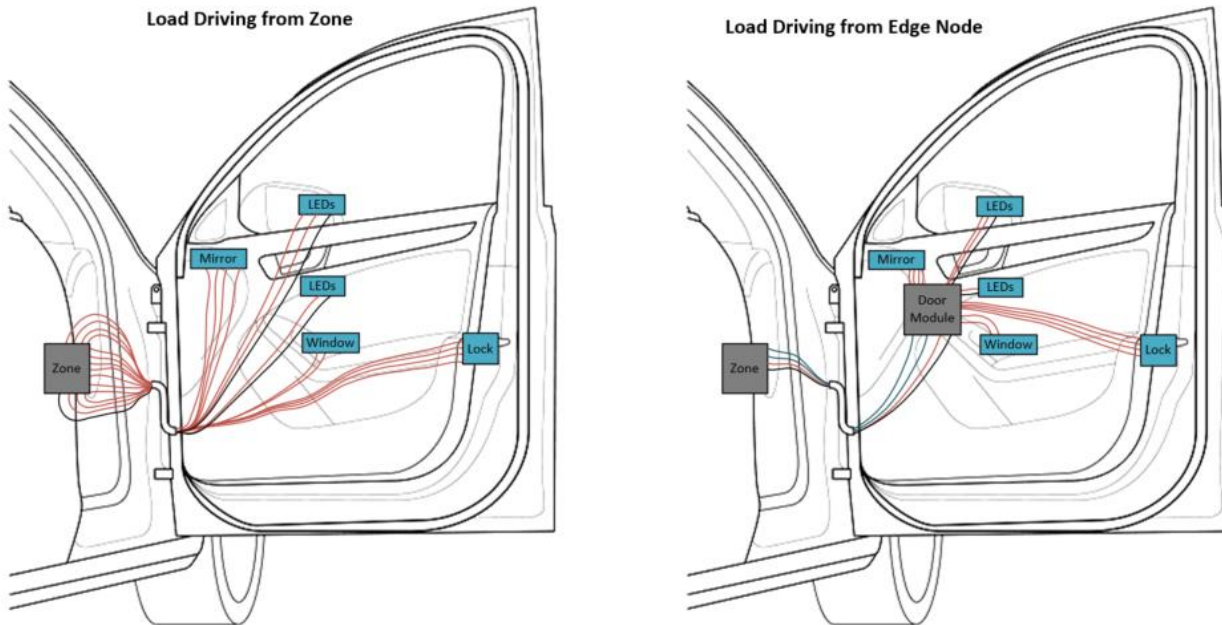 Load Driving from Zone
LEDs
Mirror
LEDs
Window
Lock
Zone
Load Driving from Edge Node
LEDs
Mirror
LEDs
Door
Module
Window
Lock
Zone